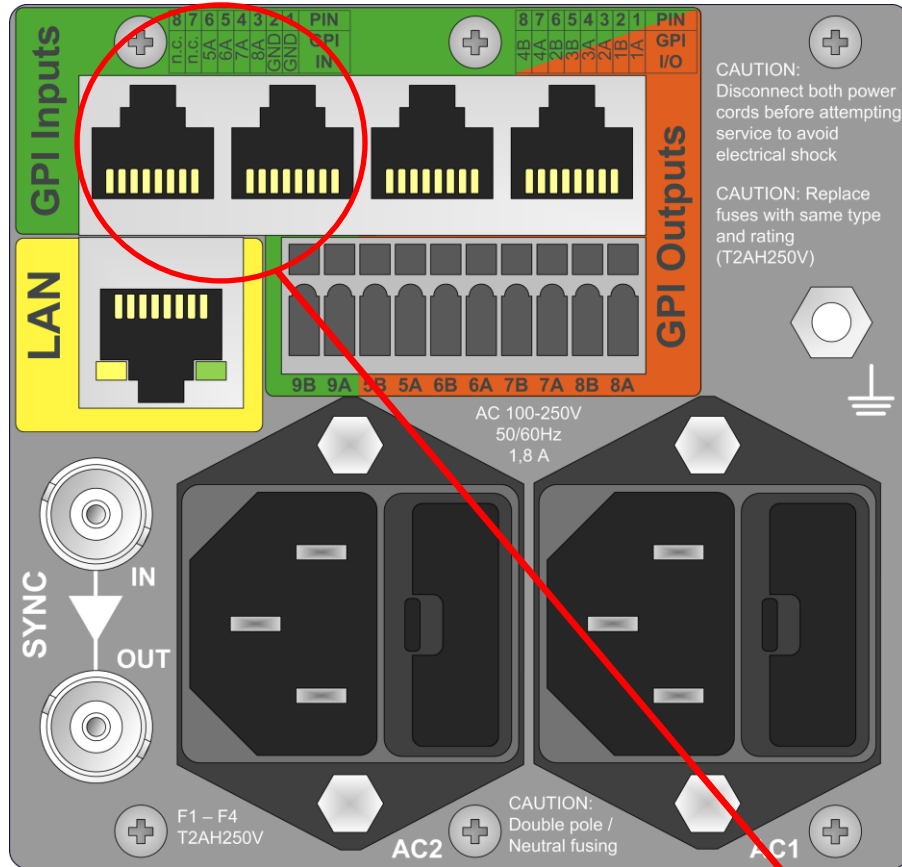 8 7 6 5 4 3 2 1 PIN
n.c. n.c. 5A 6A 7A 8A GND GND GPI
IN
8 7 6 5 4 3 2 1 PIN
4B 4A 2B 3B 3A 2A 1B 1A GPI
I/O
GPI Inputs
CAUTION:
Disconnect both power
cords before attempting
service to avoid
electrical shock
CAUTION: Replace
fuses with same type
and rating
(T2AH250V)
GPI Outputs
LAN
9B 9A 5B 5A 6B 6A 7B 7A 8B 8A
AC 100-250V
50/60Hz
1,8 A
SYNC
IN
OUT
F1 – F4
T2AH250V
AC2
CAUTION:
Double pole /
Neutral fusing
AC1